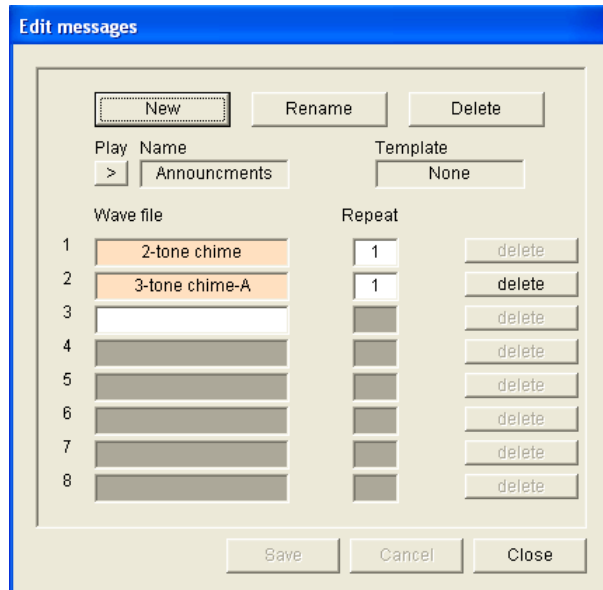 Edit messages
New Rename Delete
Play Name Template
> Announcments None
Wave file Repeat
1 2-tone chime 1 delete
2 3-tone chime-A 1 delete
3 delete
4 delete
5 delete
6 delete
7 delete
8 delete
Save Cancel Close